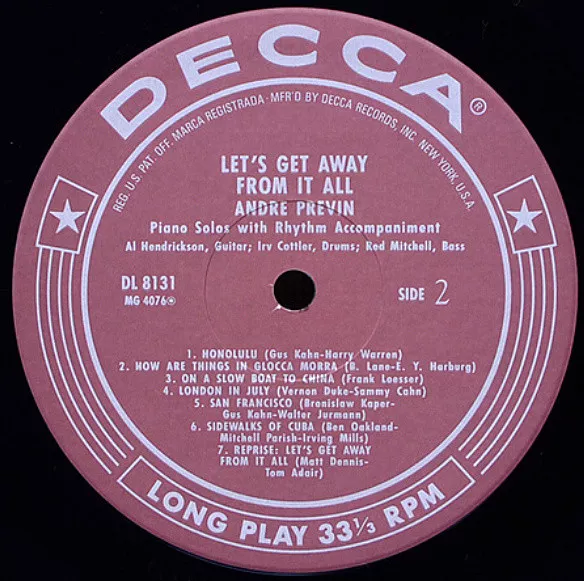 DECCA®
REG. U.S. PAT. OFF. MARCA REGISTRADA · MFR'D BY DECCA RECORDS, INC. NEW YORK, U.S.A.
LET'S GET AWAY
FROM IT ALL
ANDRE PREVIN
Piano Solos with Rhythm Accompaniment
Al Hendrickson, Guitar; Irv Cottler, Drums; Red Mitchell, Bass
DL 8131
MG 4076
SIDE 2
1. HONOLULU (Gus Kahn-Harry Warren)
2. HOW ARE THINGS IN GLOCCA MORRA (B. Lane-E. Y. Harburg)
3. ON A SLOW BOAT TO CHINA (Frank Loesser)
4. LONDON IN JULY (Vernon Duke-Sammy Cahn)
5. SAN FRANCISCO (Bronislaw Kaper-
Gus Kahn-Walter Jurmann)
6. SIDEWALKS OF CUBA (Ben Oakland-
Mitchell Parish-Irving Mills)
7. REPRISE: LET'S GET AWAY
FROM IT ALL (Matt Dennis-
Tom Adair)
LONG PLAY 33⅓ RPM